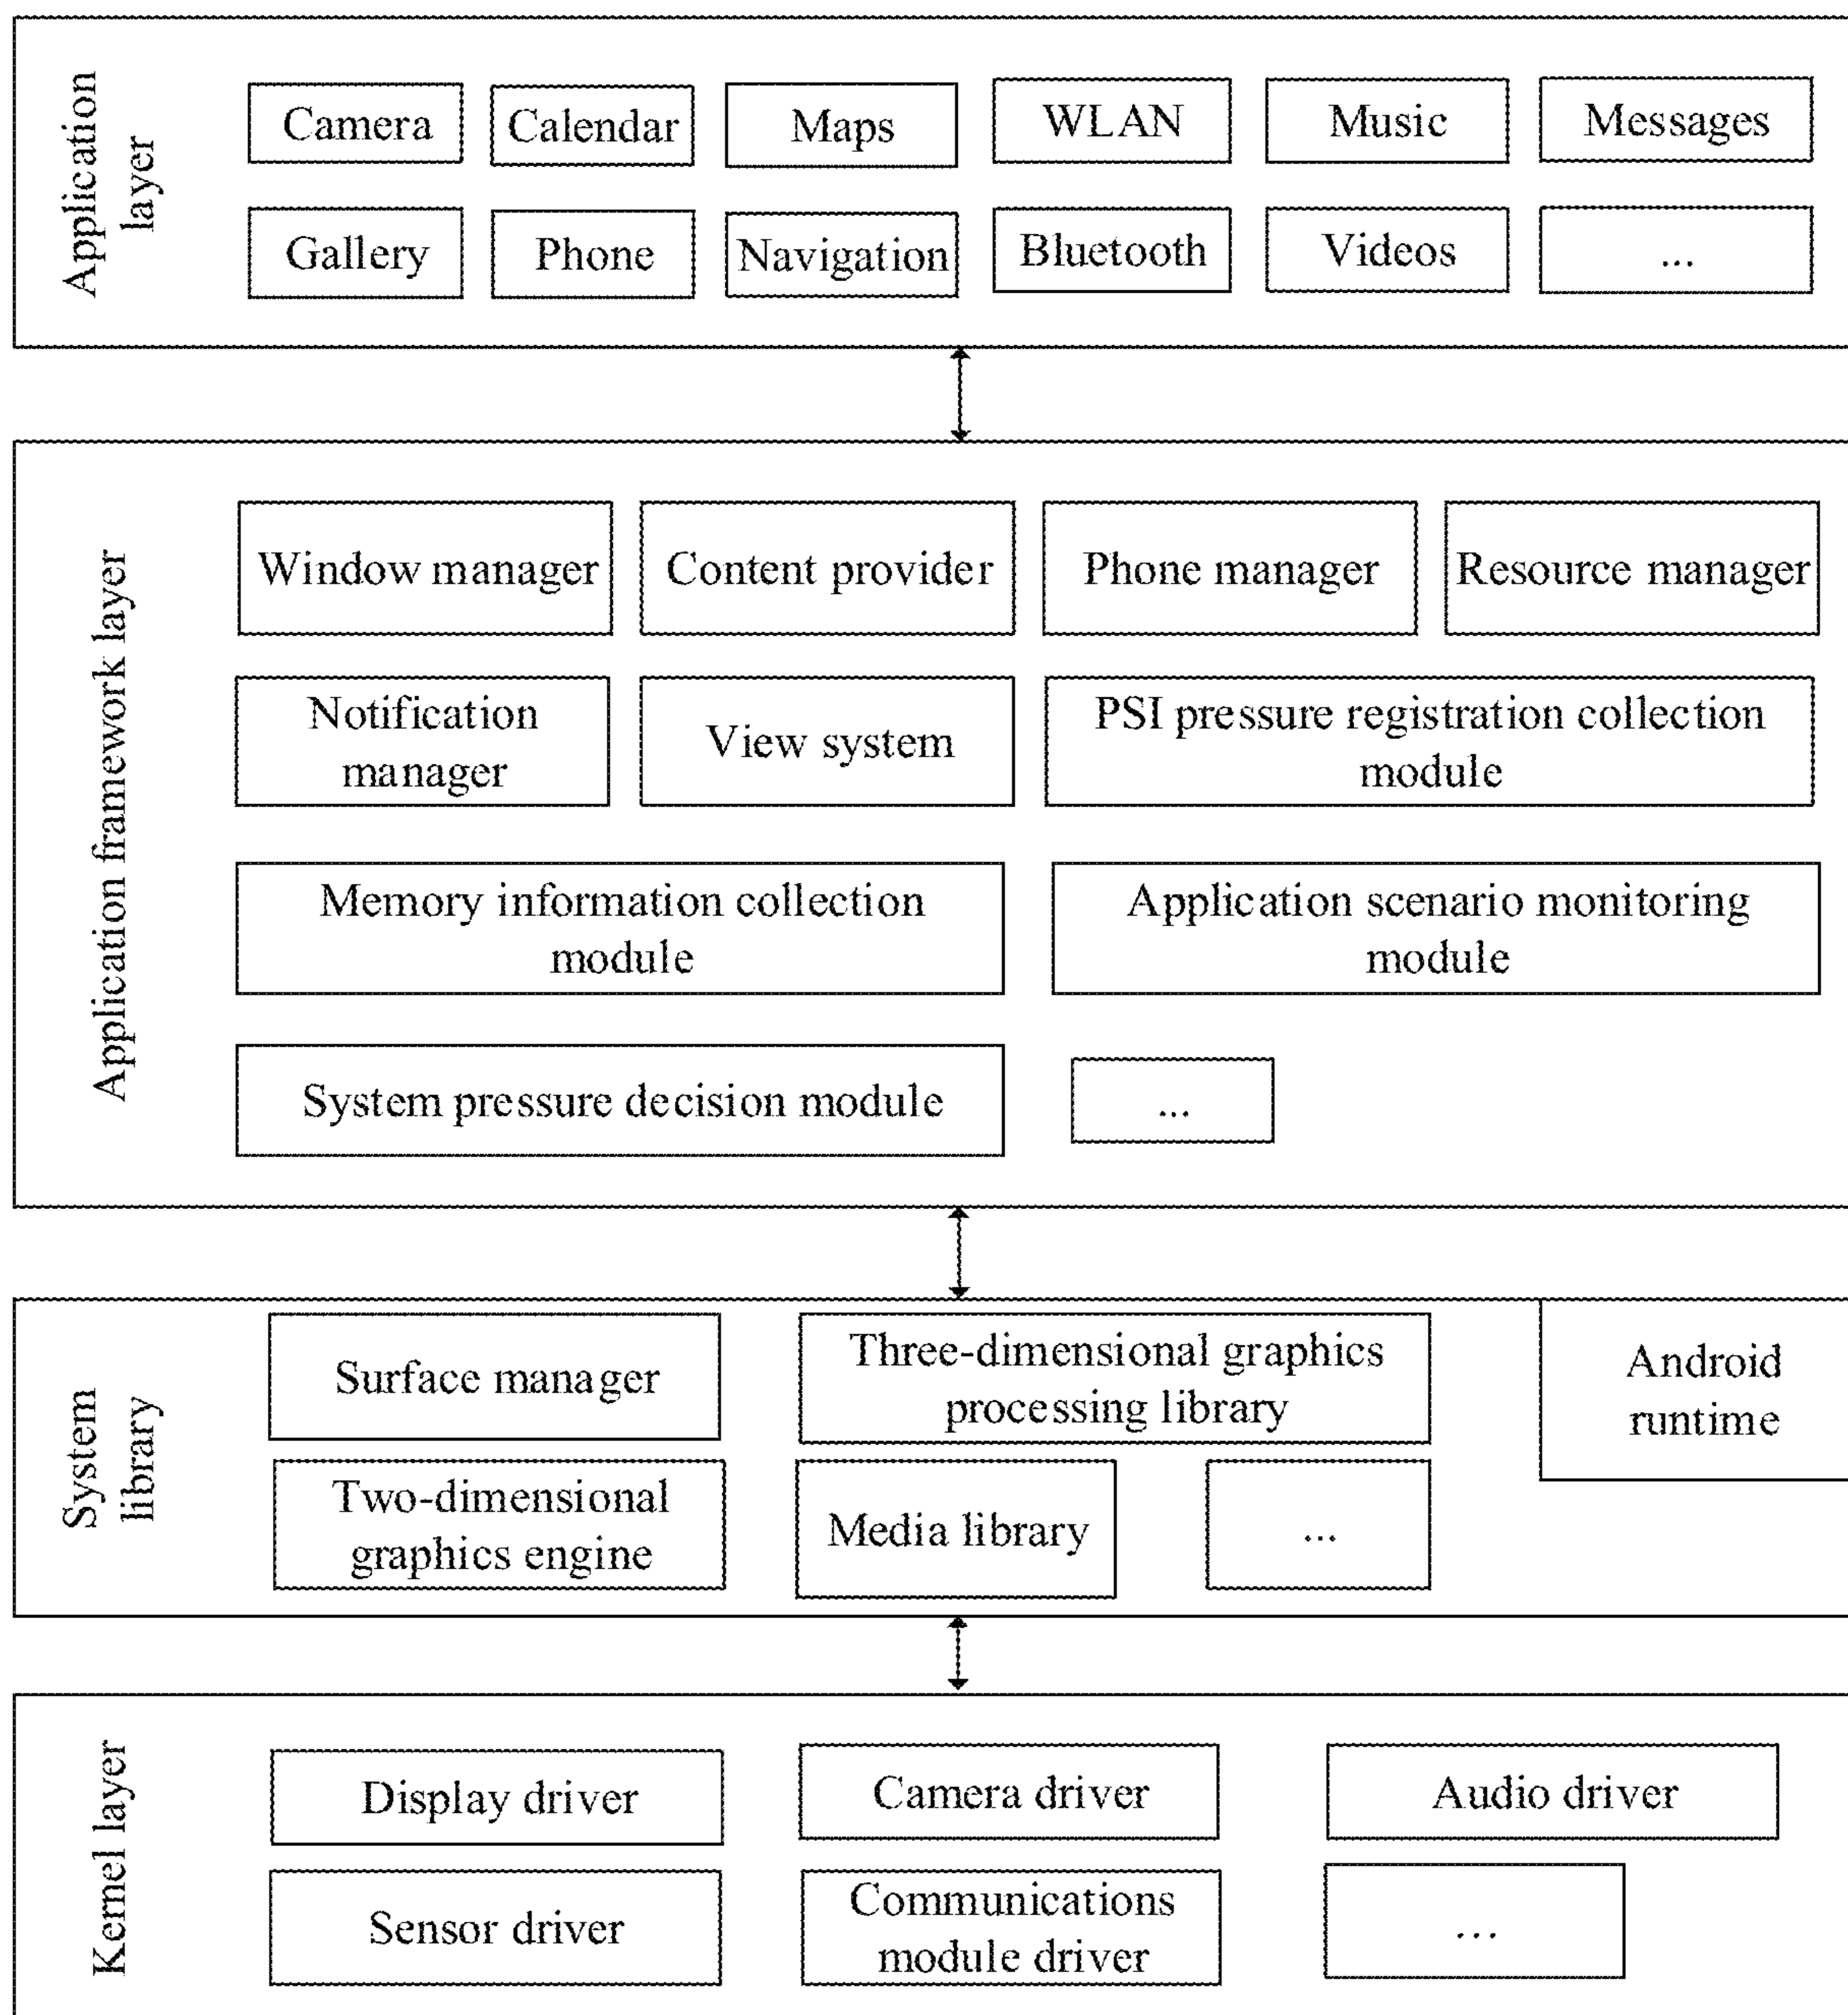 Application
layer
Camera
Calendar
Maps
WLAN
Music
Messages
Gallery
Phone
Navigation
Bluetooth
Videos
...
Application framework layer
Window manager
Content provider
Phone manager
Resource manager
Notification
manager
View system
PSI pressure registration collection
module
Memory information collection
module
Application scenario monitoring
module
System pressure decision module
...
System
library
Surface manager
Three-dimensional graphics
processing library
Android
runtime
Two-dimensional
graphics engine
Media library
...
Kernel layer
Display driver
Camera driver
Audio driver
Sensor driver
Communications
module driver
...